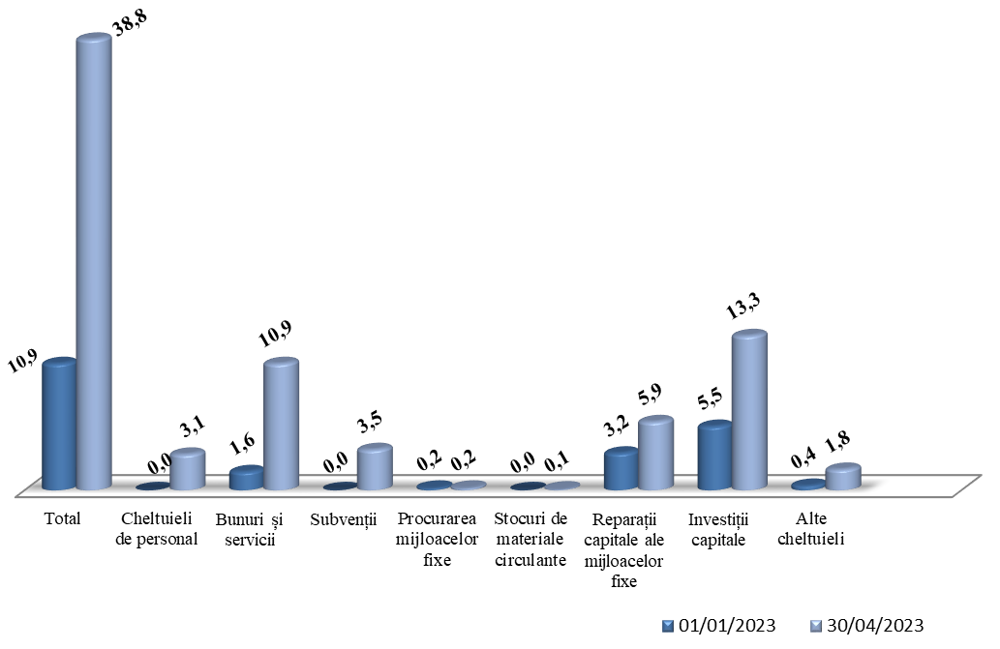 38,8
10,9
0,0
3,1
1,6
10,9
0,0
3,5
0,2
0,2
0,0
0,1
3,2
5,9
5,5
13,3
0,4
1,8
Total
Cheltuieli
de personal
Bunuri și
servicii
Subvenții
Procurarea
mijloacelor
fixe
Stocuri de
materiale
circulante
Reparații
capitale ale
mijloacelor
fixe
Investiții
capitale
Alte
cheltuieli
01/01/2023
30/04/2023